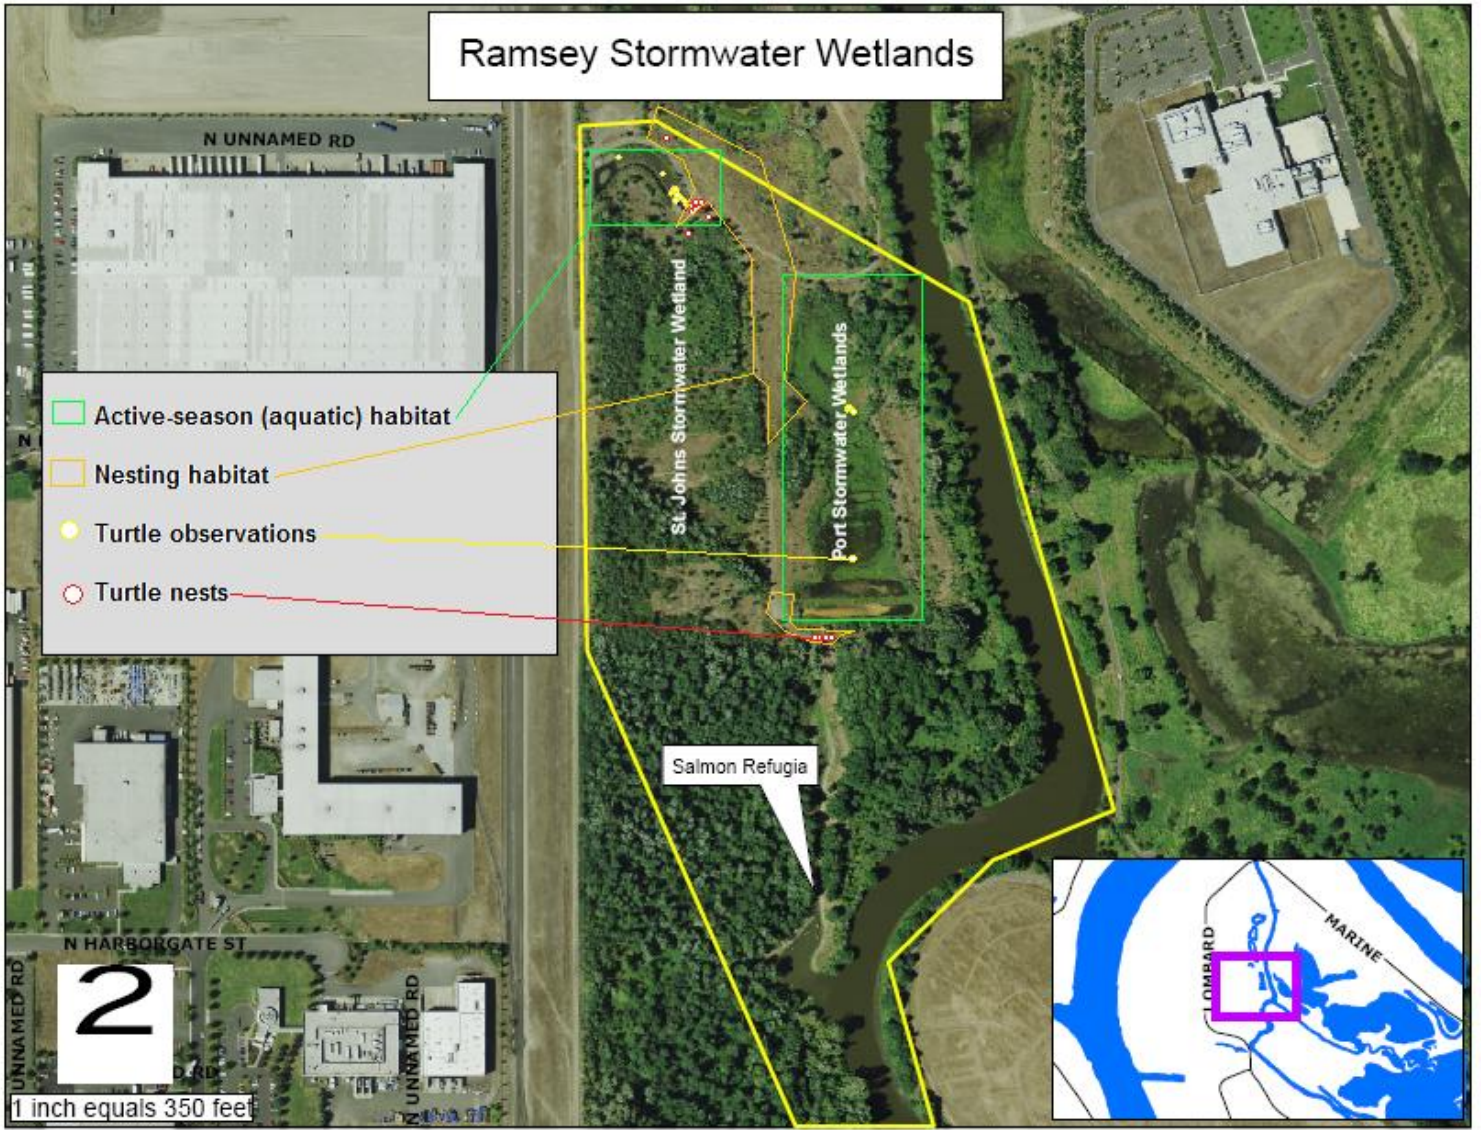 Ramsey Stormwater Wetlands
N UNNAMED RD
Active-season (aquatic) habitat
Nesting habitat
Turtle observations
Turtle nests
St. Johns Stormwater Wetland
Port Stormwater Wetlands
Salmon Refugia
N HARBORGATE ST
UNNAMED RD
2
N UNNAMED RD
D RD
1 inch equals 350 feet
LOMBARD
MARINE